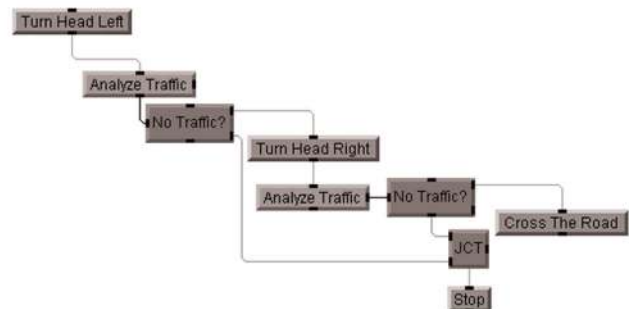 Turn Head Left
Analyze Traffic
No Traffic?
Turn Head Right
Analyze Traffic
No Traffic?
Cross The Road
JCT
Stop